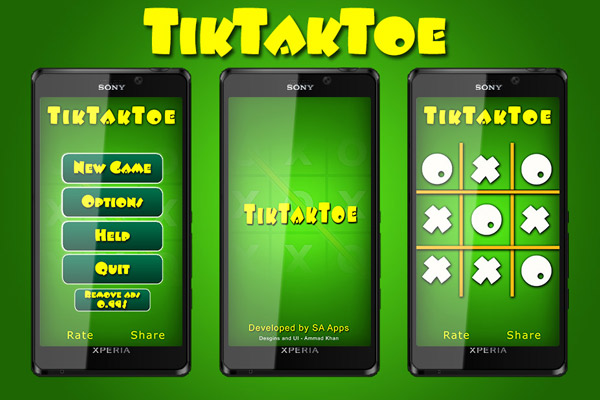 TikTakToe
SONY
TikTakToe
New Game
Options
Help
Quit
Remove ads
0.99$
Rate Share
XPERIA
SONY
TikTakToe
Developed by SA Apps
Desgins and UI - Ammad Khan
XPERIA
SONY
TikTakToe
O X O
X O X
X X O
Rate Share
XPERIA